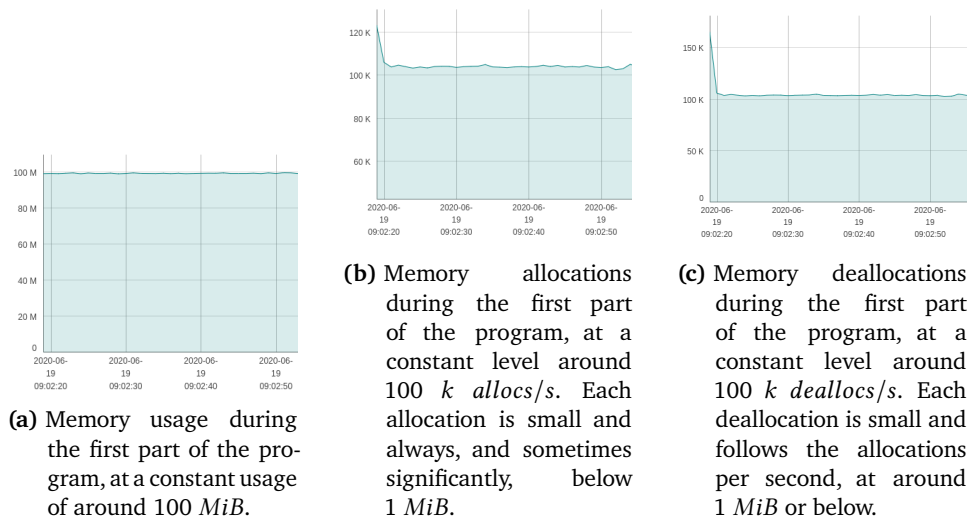 100 M
80 M
60 M
40 M
20 M
0
2020-06-
19
09:02:20
2020-06-
19
09:02:30
2020-06-
19
09:02:40
2020-06-
19
09:02:50
(a) Memory usage during
the first part of the pro-
gram, at a constant usage
of around 100 MiB.
120 K
100 K
80 K
60 K
2020-06-
19
09:02:20
2020-06-
19
09:02:30
2020-06-
19
09:02:40
2020-06-
19
09:02:50
(b) Memory allocations
during the first part
of the program, at a
constant level around
100 k allocs/s. Each
allocation is small and
always, and sometimes
significantly, below
1 MiB.
150 K
100 K
50 K
0
2020-06-
19
09:02:20
2020-06-
19
09:02:30
2020-06-
19
09:02:40
2020-06-
19
09:02:50
(c) Memory deallocations
during the first part
of the program, at a
constant level around
100 k deallocs/s. Each
deallocation is small and
follows the allocations
per second, at around
1 MiB or below.